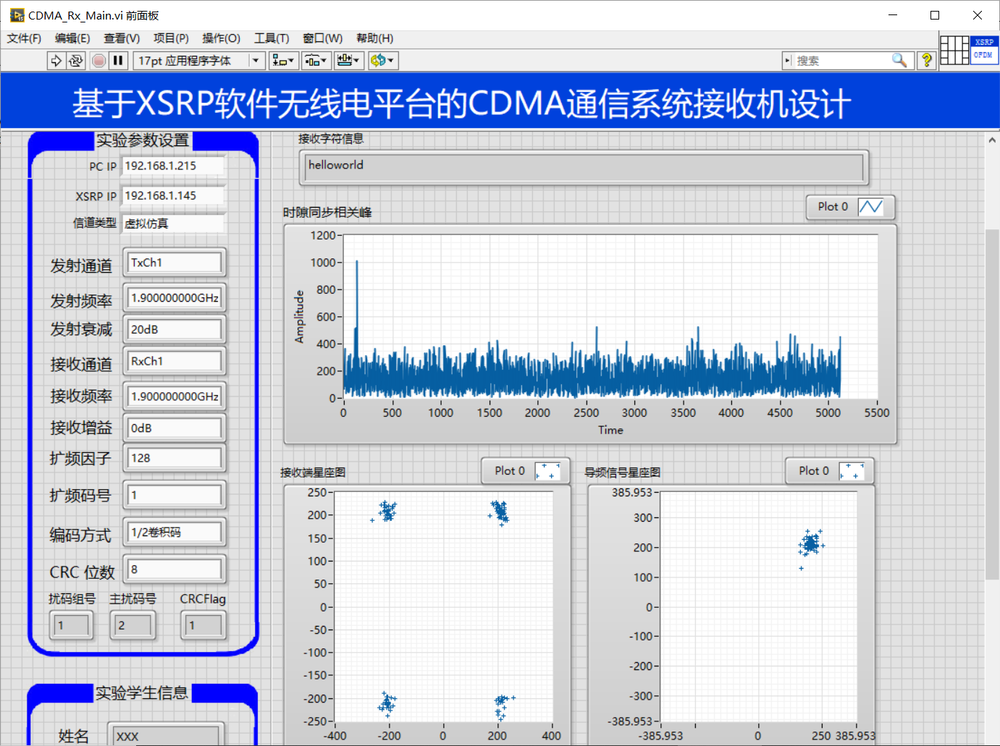 CDMA_Rx_Main.vi 前面板
文件(F) 编辑(E) 查看(V) 项目(P) 操作(O) 工具(T) 窗口(W) 帮助(H)
17pt 应用程序字体
搜索
XSRP
OFDM
基于XSRP软件无线电平台的CDMA通信系统接收机设计
实验参数设置
PC IP 192.168.1.215
XSRP IP 192.168.1.145
信道类型 虚拟仿真
发射通道 TxCh1
发射频率 1.900000000GHz
发射衰减 20dB
接收通道 RxCh1
接收频率 1.900000000GHz
接收增益 0dB
扩频因子 128
扩频码号 1
编码方式 1/2卷积码
CRC 位数 8
扰码组号 主扰码号 CRCFlag
1 2 1
实验学生信息
姓名 XXX
接收字符信息
helloworld
时隙同步相关峰
Plot 0
Amplitude
1200
1000
800
600
400
200
0
0 500 1000 1500 2000 2500 3000 3500 4000 4500 5000 5500
Time
接收端星座图
Plot 0
250
200
150
100
50
0
-50
-100
-150
-200
-250
-400 -200 0 200 400
导频信号星座图
Plot 0
385.953
300
200
100
0
-100
-200
-300
-385.953
-385.953 0 250 385.953